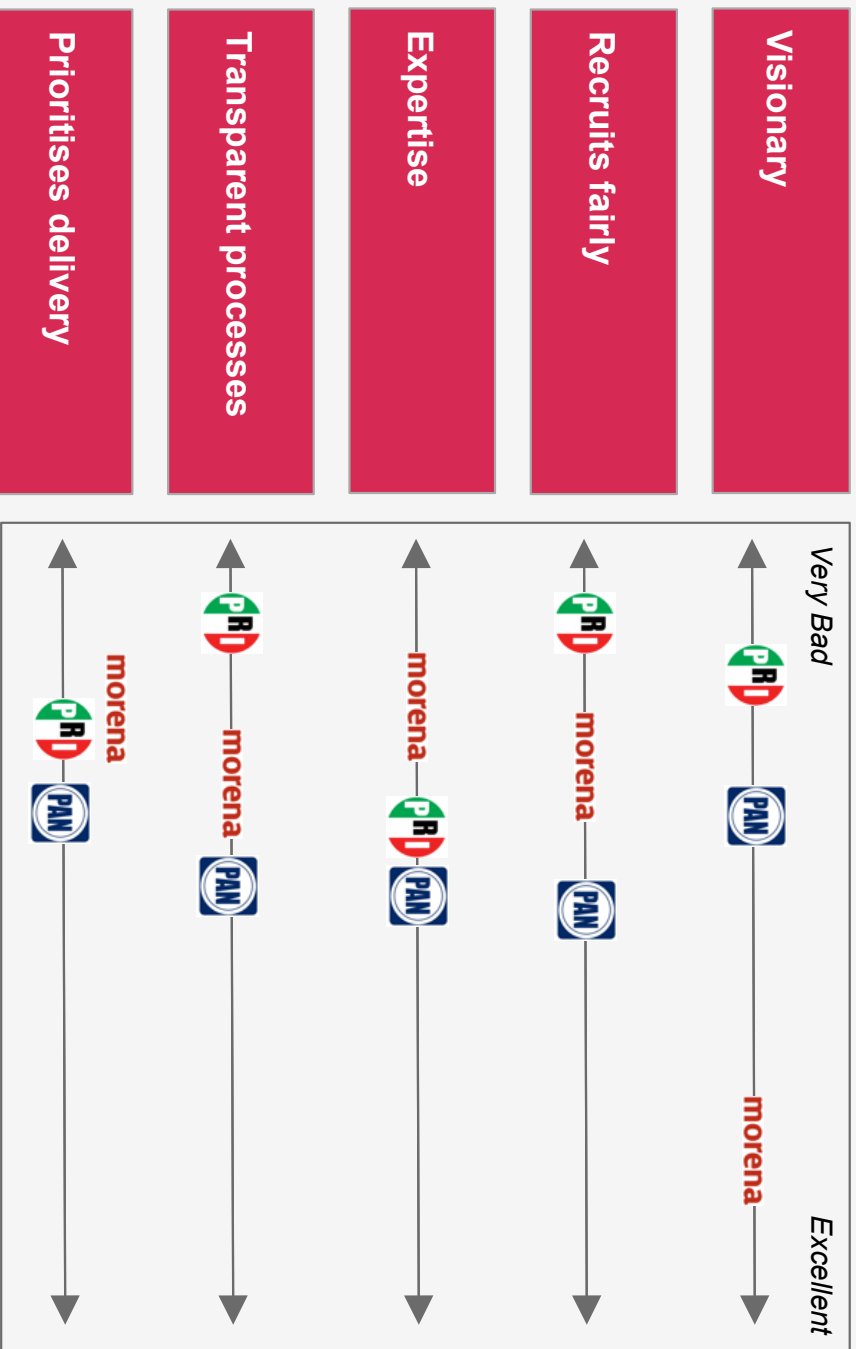 Very Bad
Excellent
Visionary
PRI
PAN
morena
Recruits fairly
PRI
morena
PAN
Expertise
morena
PRI
PAN
Transparent processes
PRI
morena
PAN
Prioritises delivery
morena
PRI
PAN